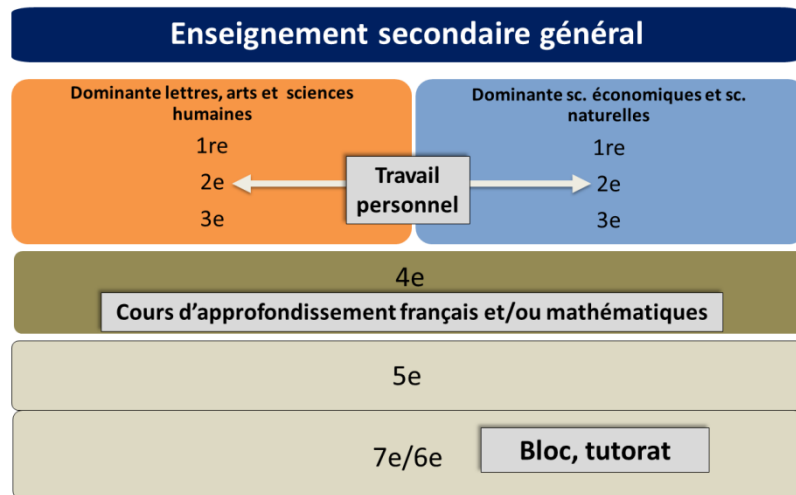 Enseignement secondaire général
Dominante lettres, arts et sciences
humaines
1re
2e
3e
Dominante sc. économiques et sc.
naturelles
1re
2e
3e
Travail
personnel
4e
Cours d'approfondissement français et/ou mathématiques
5e
7e/6e
Bloc, tutorat